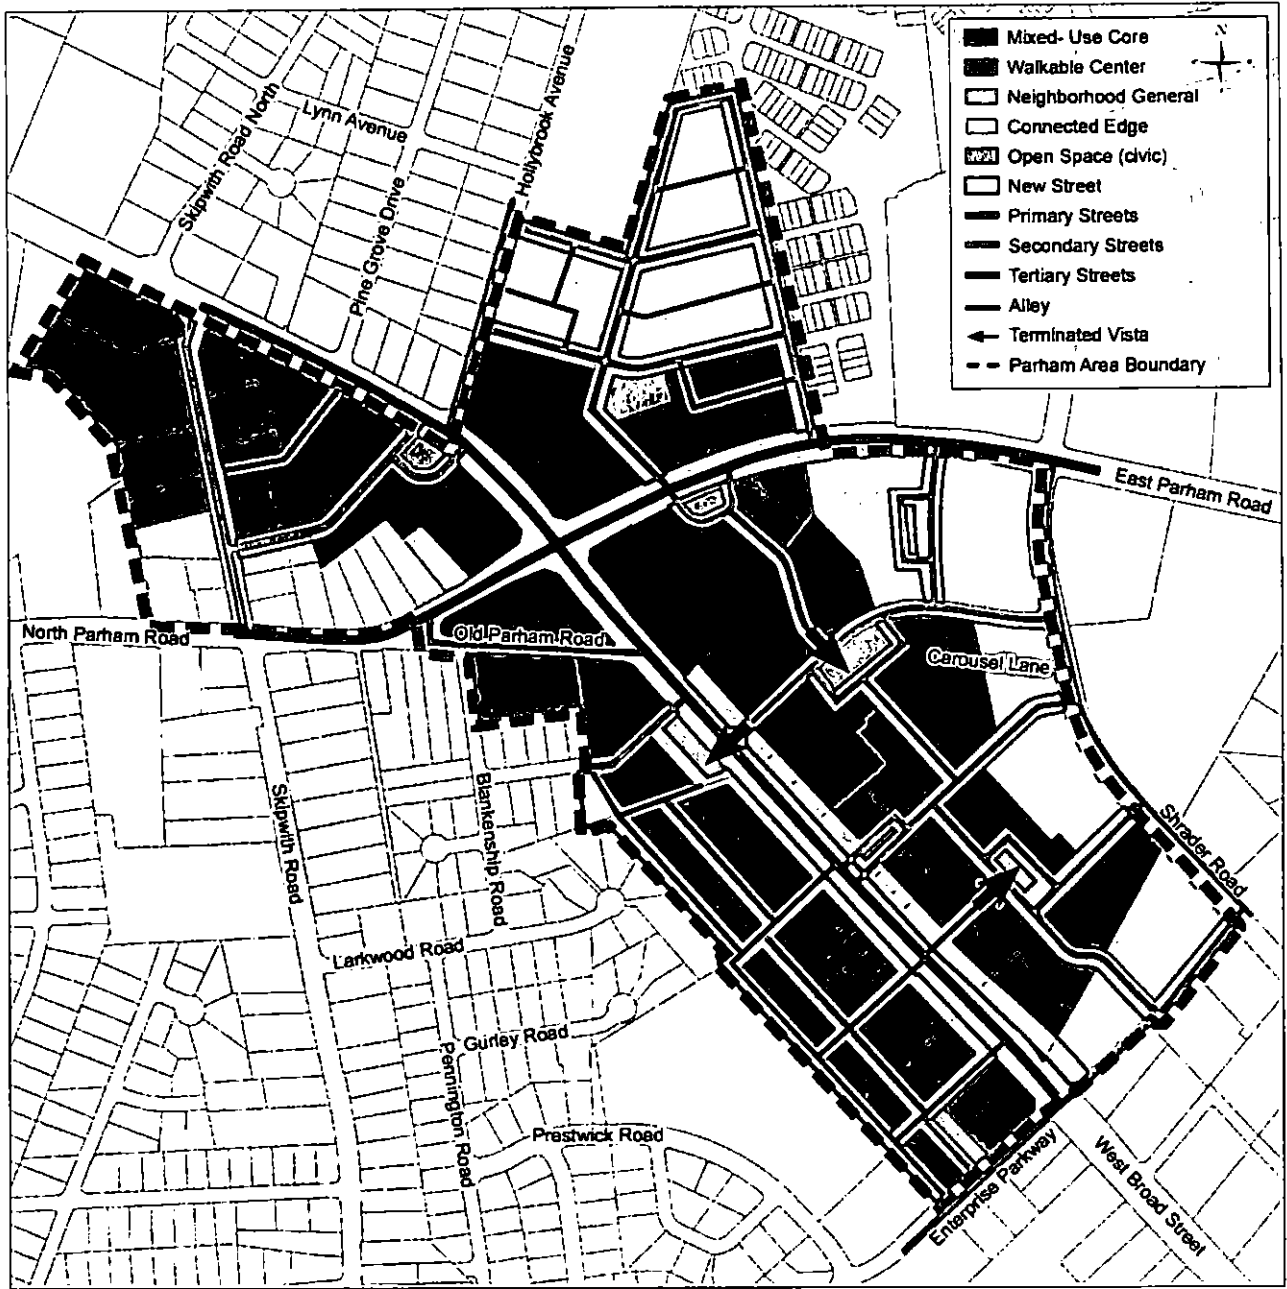 Mixed- Use Core
Walkable Center
Neighborhood General
Connected Edge
Open Space (civic)
New Street
Primary Streets
Secondary Streets
Tertiary Streets
Alley
Terminated Vista
Parham Area Boundary
N
Skipwith Road North
Lynn Avenue
Pine Grove Drive
Hollybrook Avenue
East Parham Road
North Parham Road
Old Parham Road
Carousel Lane
Shrader Road
Skipwith Road
Blankenship Road
Larkwood Road
Gurley Road
Pennington Road
Prestwick Road
Enterprise Parkway
West Broad Street